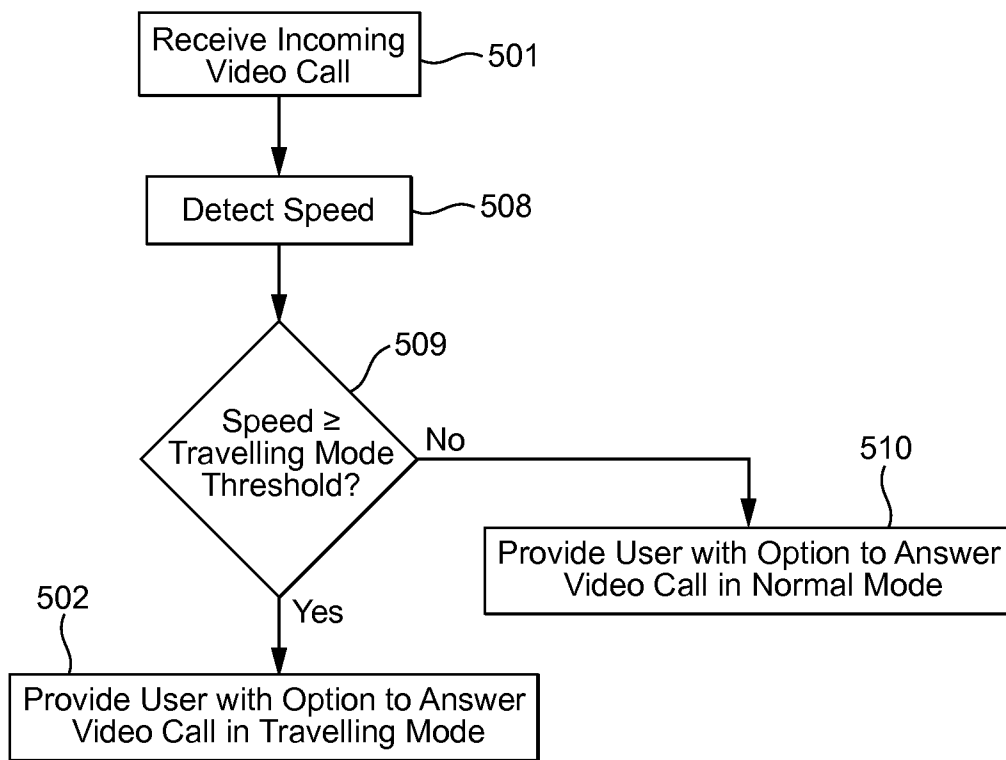 Receive Incoming
Video Call
501
Detect Speed
508
509
Speed ≥
Travelling Mode
Threshold?
No
510
Provide User with Option to Answer
Video Call in Normal Mode
502
Yes
Provide User with Option to Answer
Video Call in Travelling Mode